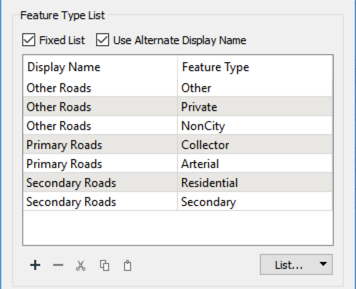 Feature Type List
Fixed List Use Alternate Display Name
Display Name Feature Type
Other Roads Other
Other Roads Private
Other Roads NonCity
Primary Roads Collector
Primary Roads Arterial
Secondary Roads Residential
Secondary Roads Secondary
List...